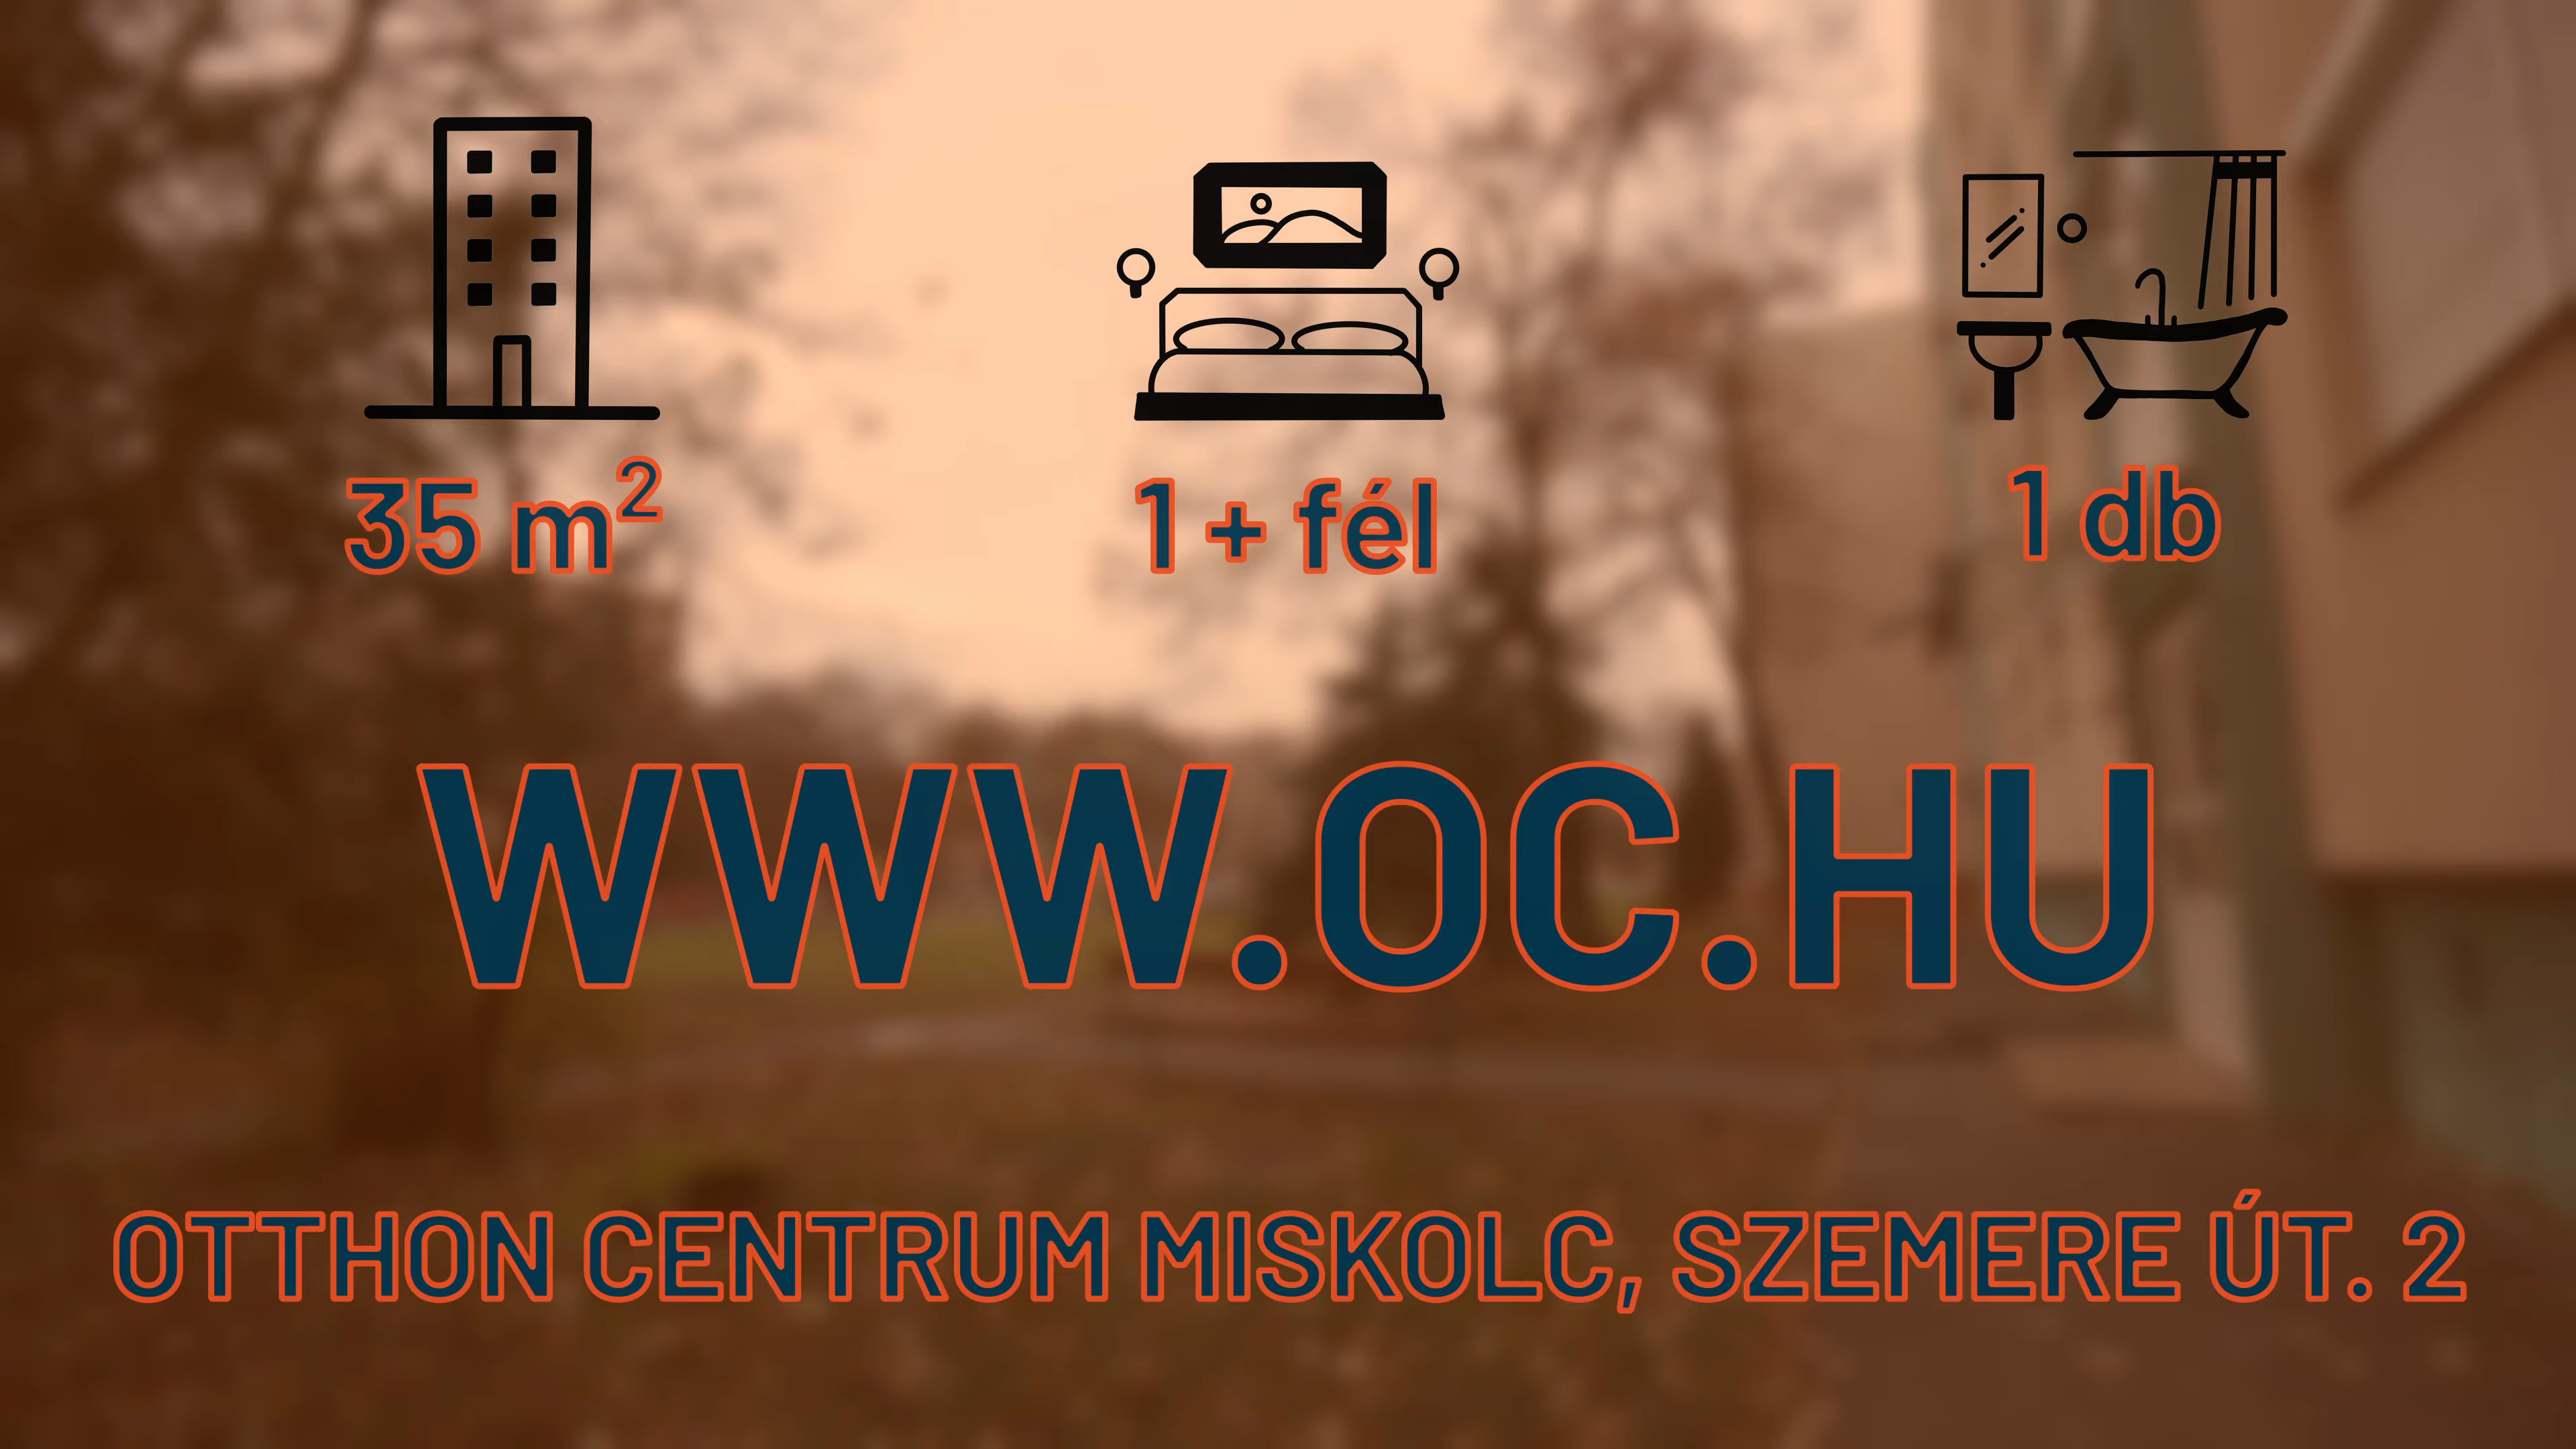 35 m²
1 + fél
1 db
WWW.OC.HU
OTTHON CENTRUM MISKOLC, SZEMERE ÚT. 2